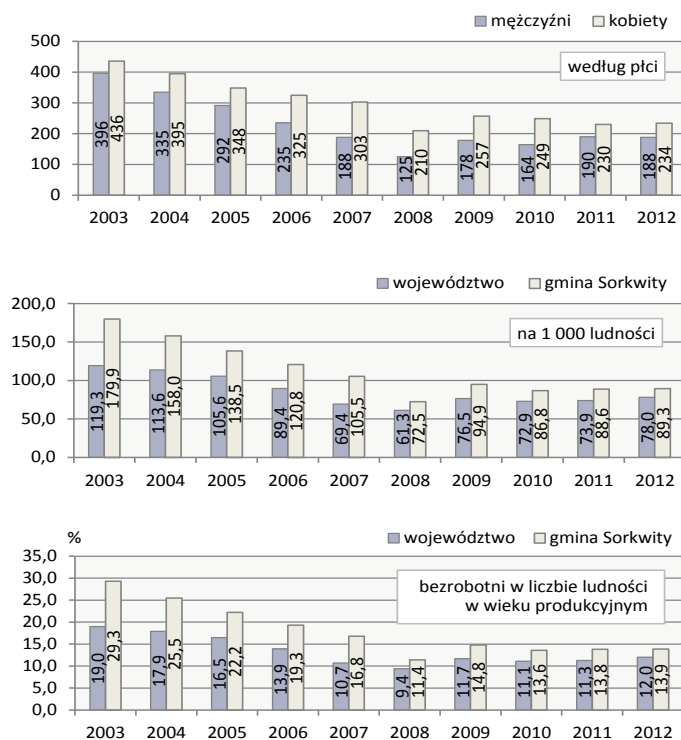 mężczyźni kobiety
500
według płci
400
300
200
100
0
396 436 335 395 292 348 235 325 188 303 125 210 178 257 164 249 190 230 188 234
2003 2004 2005 2006 2007 2008 2009 2010 2011 2012
województwo gmina Sorkwity
200,0
na 1 000 ludności
150,0
100,0
50,0
0,0
119,3 179,9 113,6 158,0 105,6 138,5 89,4 120,8 69,4 105,5 61,3 72,5 76,5 94,9 72,9 86,8 73,9 88,6 78,0 89,3
2003 2004 2005 2006 2007 2008 2009 2010 2011 2012
% województwo gmina Sorkwity
35,0
30,0
bezrobotni w liczbie ludności
w wieku produkcyjnym
25,0
20,0
15,0
10,0
5,0
0,0
19,0 29,3 17,9 25,5 16,5 22,2 13,9 19,3 10,7 16,8 9,4 11,4 11,7 14,8 11,1 13,6 11,3 13,8 12,0 13,9
2003 2004 2005 2006 2007 2008 2009 2010 2011 2012